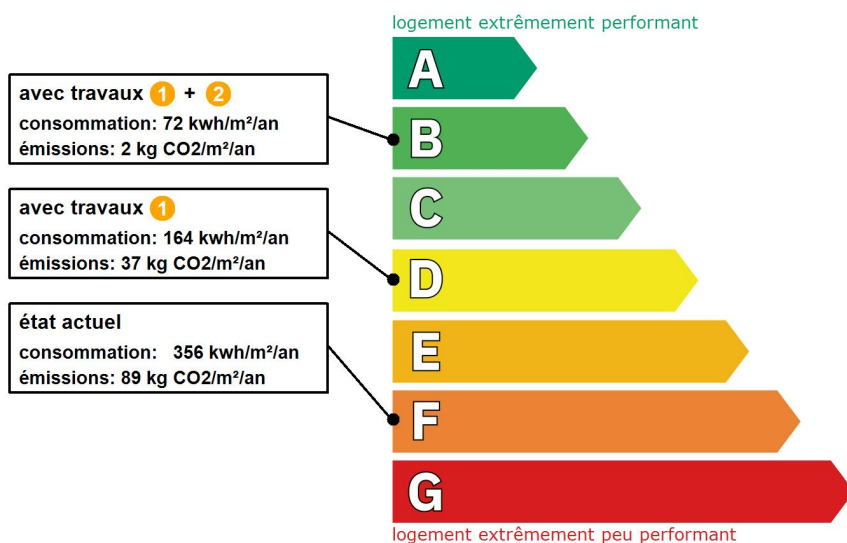 logement extrêmement performant
A
avec travaux 1 + 2
consommation: 72 kwh/m²/an
émissions: 2 kg CO2/m²/an
B
C
avec travaux 1
consommation: 164 kwh/m²/an
émissions: 37 kg CO2/m²/an
D
état actuel
consommation: 356 kwh/m²/an
émissions: 89 kg CO2/m²/an
E
F
G
logement extrêmement peu performant